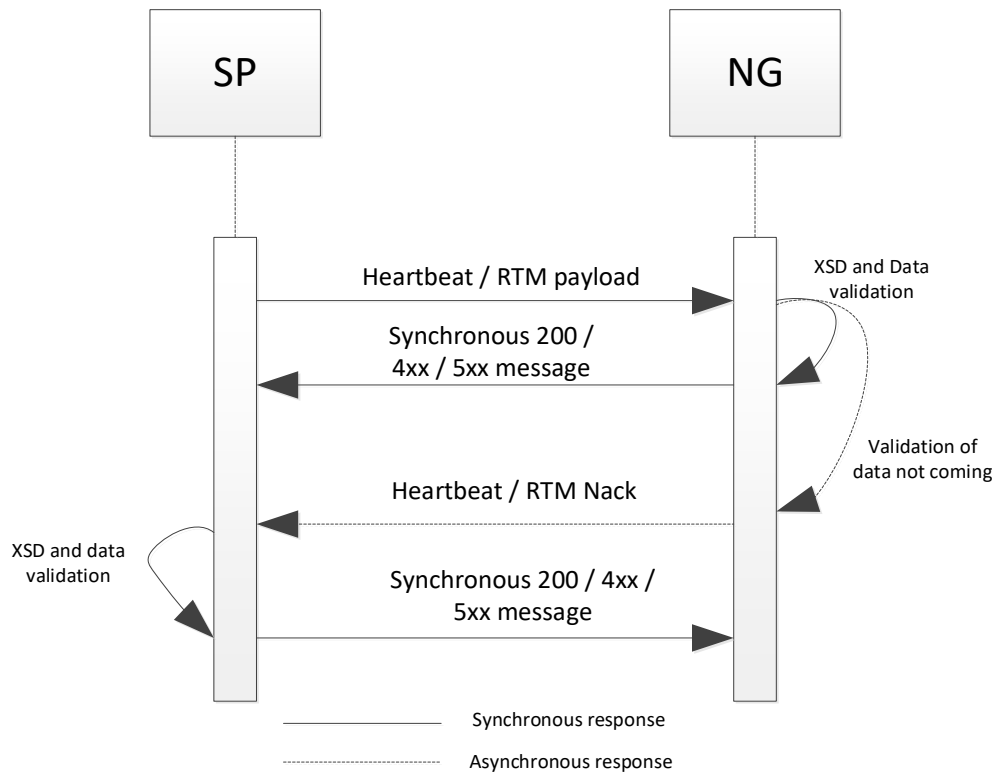 SP
NG
Heartbeat / RTM payload
XSD and Data
validation
Synchronous 200 /
4xx / 5xx message
Validation of
data not coming
Heartbeat / RTM Nack
XSD and data
validation
Synchronous 200 / 4xx /
5xx message
Synchronous response
Asynchronous response